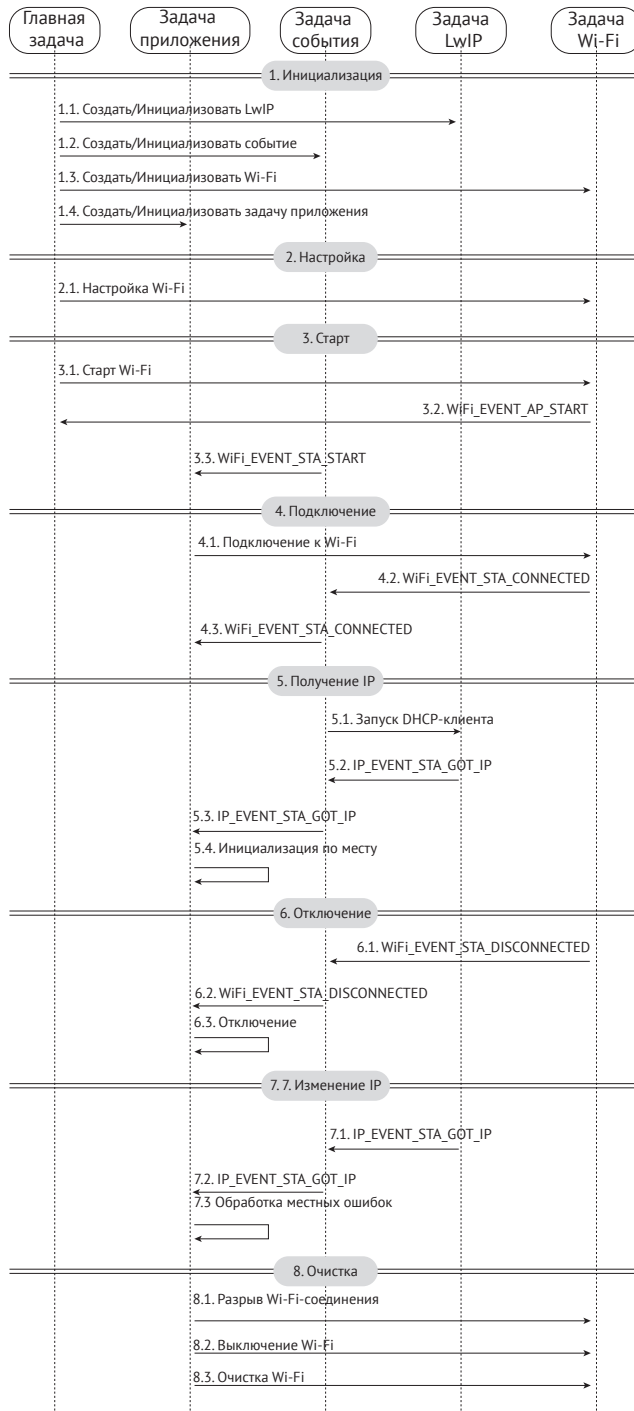 Главная задача
Задача приложения
Задача события
Задача LwIP
Задача Wi-Fi
1. Инициализация
1.1. Создать/Инициализовать LwIP
1.2. Создать/Инициализовать событие
1.3. Создать/Инициализовать Wi-Fi
1.4. Создать/Инициализовать задачу приложения
2. Настройка
2.1. Настройка Wi-Fi
3. Старт
3.1. Старт Wi-Fi
3.2. WiFi_EVENT_AP_START
3.3. WiFi_EVENT_STA_START
4. Подключение
4.1. Подключение к Wi-Fi
4.2. WiFi_EVENT_STA_CONNECTED
4.3. WiFi_EVENT_STA_CONNECTED
5. Получение IP
5.1. Запуск DHCP-клиента
5.2. IP_EVENT_STA_GOT_IP
5.3. IP_EVENT_STA_GOT_IP
5.4. Инициализация по месту
6. Отключение
6.1. WiFi_EVENT_STA_DISCONNECTED
6.2. WiFi_EVENT_STA_DISCONNECTED
6.3. Отключение
7. 7. Изменение IP
7.1. IP_EVENT_STA_GOT_IP
7.2. IP_EVENT_STA_GOT_IP
7.3 Обработка местных ошибок
8. Очистка
8.1. Разрыв Wi-Fi-соединения
8.2. Выключение Wi-Fi
8.3. Очистка Wi-Fi